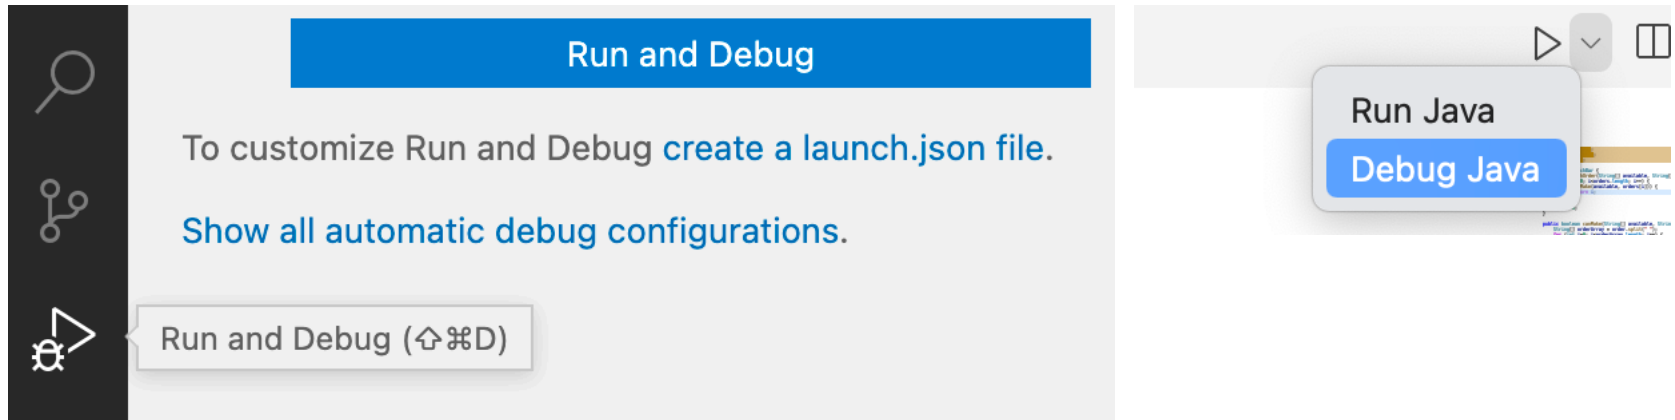 Run and Debug
To customize Run and Debug create a launch.json file.
Show all automatic debug configurations.
Run and Debug (⇧⌘D)
Run Java
Debug Java